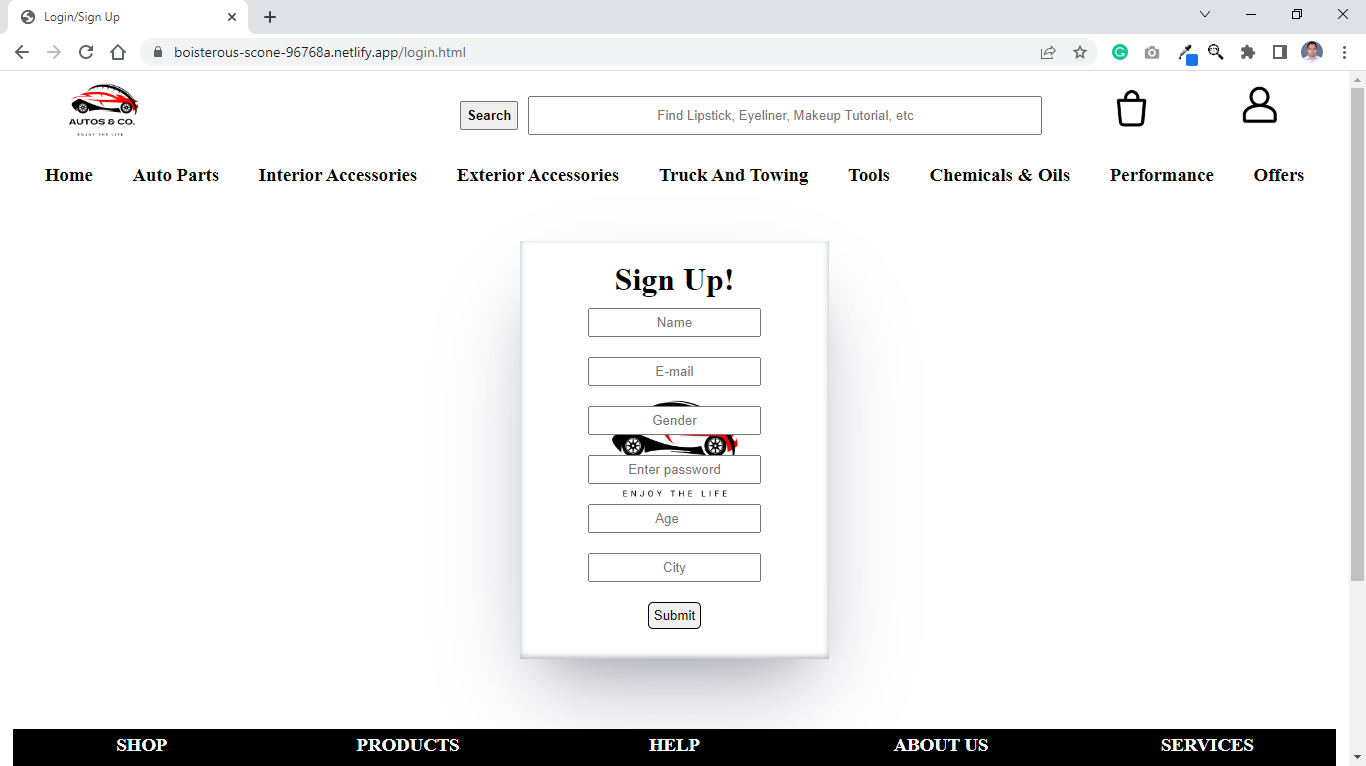 Login/Sign Up
boisterous-scone-96768a.netlify.app/login.html
AUTOS & CO.
ENJOY THE LIFE
Search
Find Lipstick, Eyeliner, Makeup Tutorial, etc
Home Auto Parts Interior Accessories Exterior Accessories Truck And Towing Tools Chemicals & Oils Performance Offers
Sign Up!
Name
E-mail
Gender
Enter password
ENJOY THE LIFE
Age
City
Submit
SHOP PRODUCTS HELP ABOUT US SERVICES